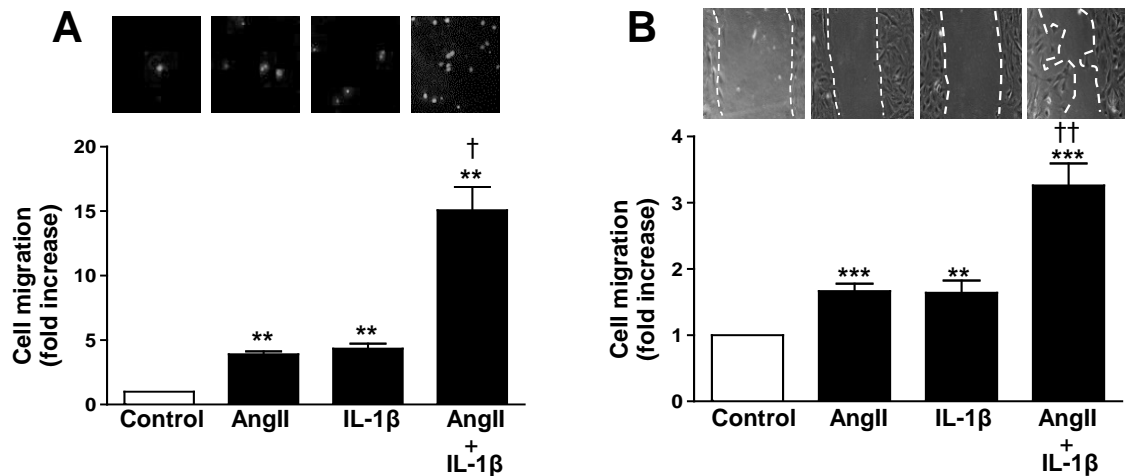 A
Cell migration
(fold increase)
20
15
10
5
0
**
**
†
**
Control
AngII
IL-1β
AngII
+
IL-1β
B
Cell migration
(fold increase)
4
3
2
1
0
***
**
††
***
Control
AngII
IL-1β
AngII
+
IL-1β